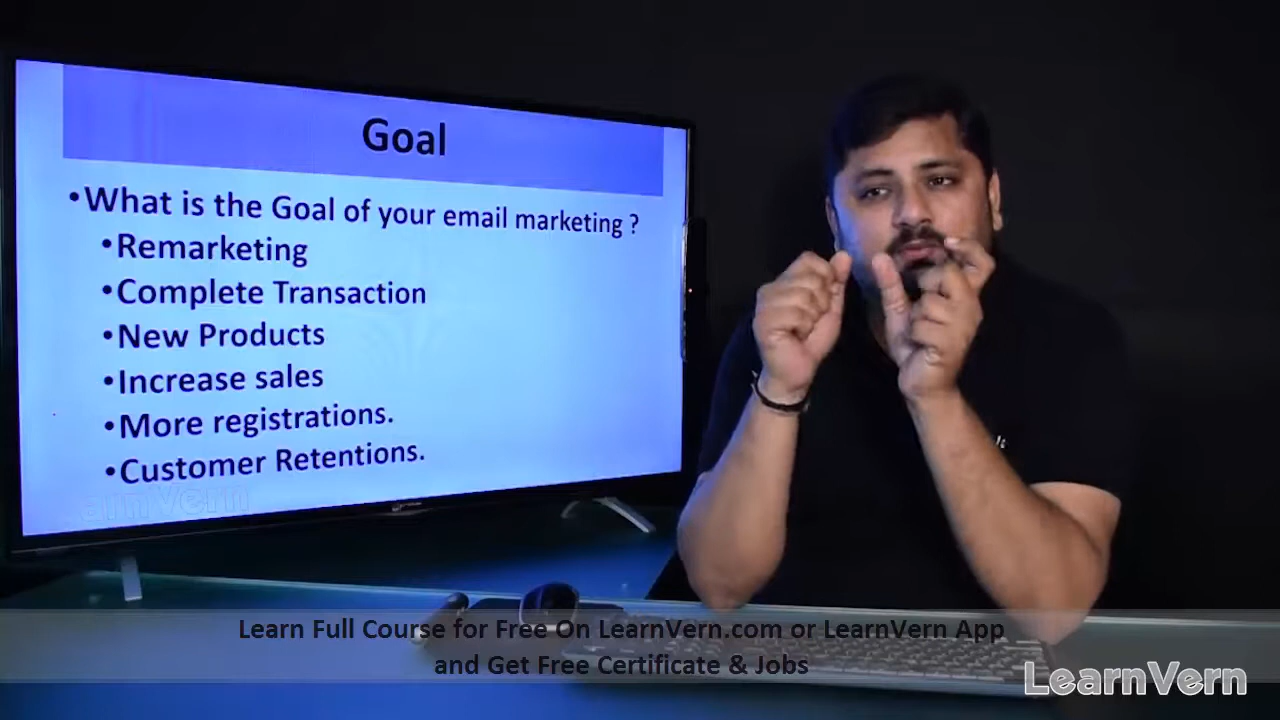 Goal
•What is the Goal of your email marketing ?
•Remarketing
•Complete Transaction
•New Products
•Increase sales
•More registrations.
•Customer Retentions.
LearnVern
Learn Full Course for Free On LearnVern.com or LearnVern App
and Get Free Certificate & Jobs
LearnVern